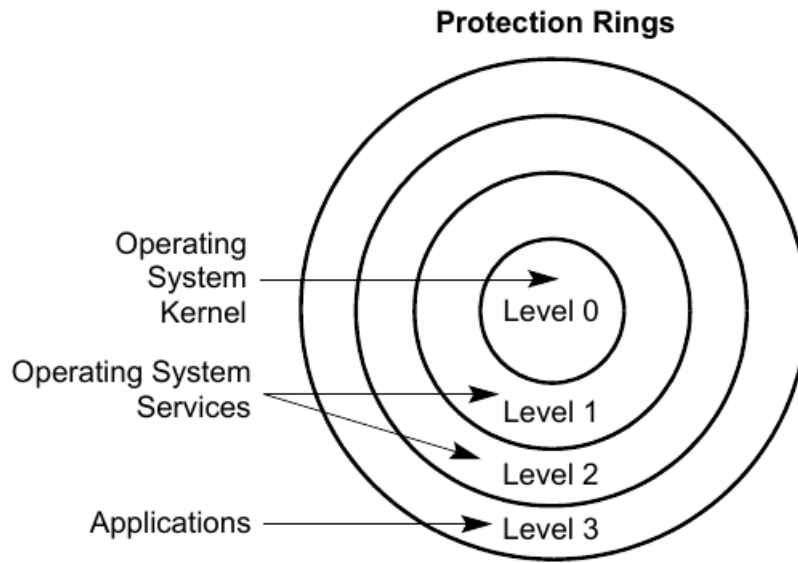 Protection Rings
Operating
System
Kernel
Level 0
Operating System
Services
Level 1
Level 2
Applications
Level 3